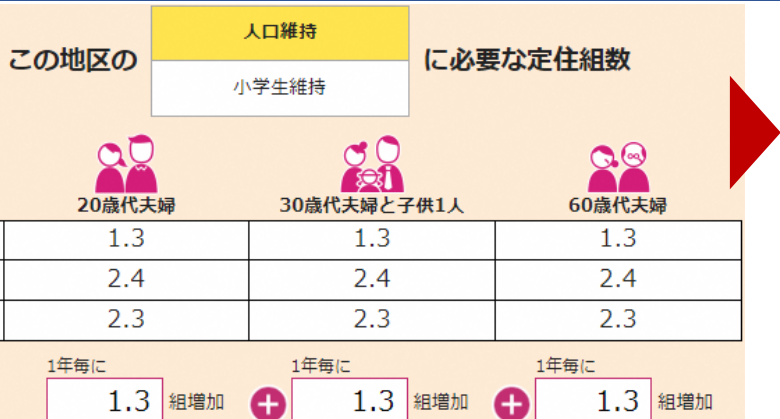 人口維持
この地区の
に必要な定住組数
小学生維持
20歳代夫婦 30歳代夫婦と子供1人 60歳代夫婦
1.3 1.3 1.3
2.4 2.4 2.4
2.3 2.3 2.3
1年毎に 1年毎に 1年毎に
1.3 組増加 + 1.3 組増加 + 1.3 組増加